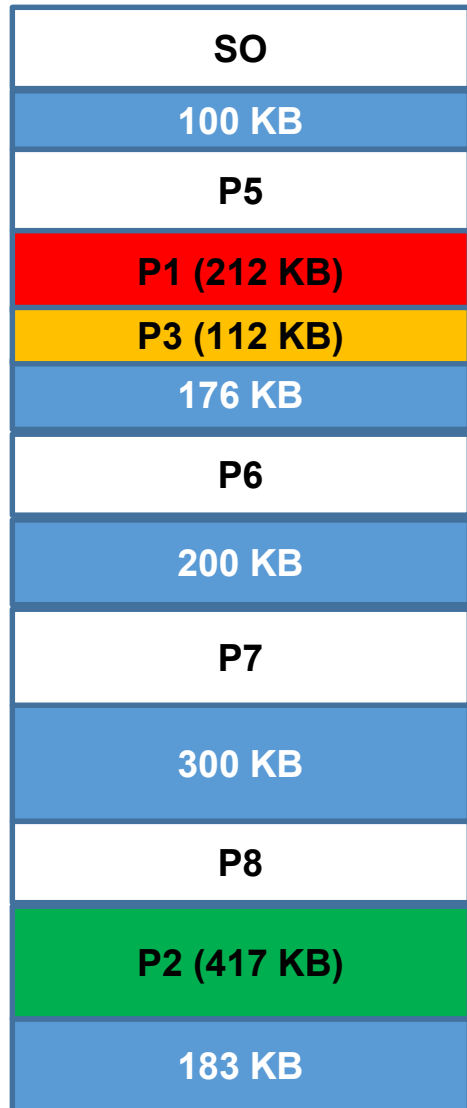 SO
100 KB
P5
P1 (212 KB)
P3 (112 KB)
176 KB
P6
200 KB
P7
300 KB
P8
P2 (417 KB)
183 KB